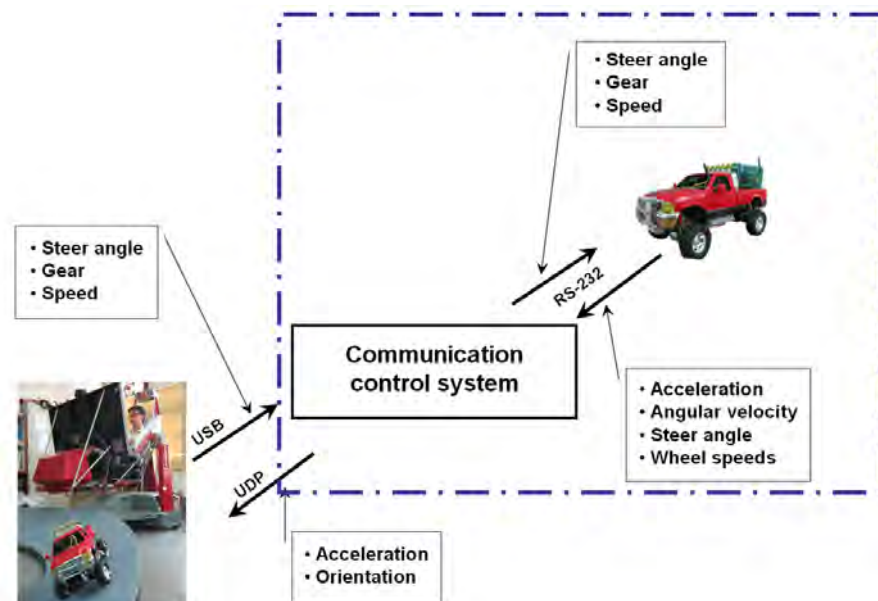 • Steer angle
• Gear
• Speed
• Steer angle
• Gear
• Speed
RS-232
Communication
control system
• Acceleration
• Angular velocity
• Steer angle
• Wheel speeds
USB
UDP
• Acceleration
• Orientation